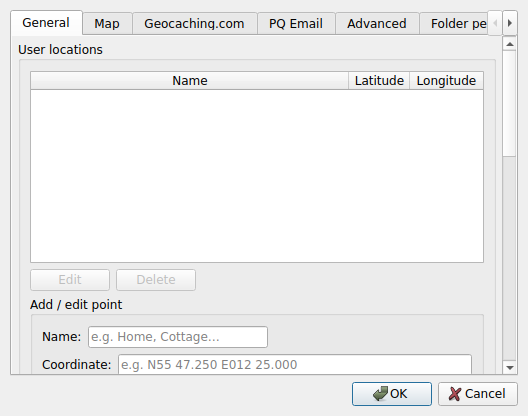 General Map Geocaching.com PQ Email Advanced Folder pe
User locations
Name Latitude Longitude
Edit Delete
Add / edit point
Name: e.g. Home, Cottage...
Coordinate: e.g. N55 47.250 E012 25.000
OK Cancel